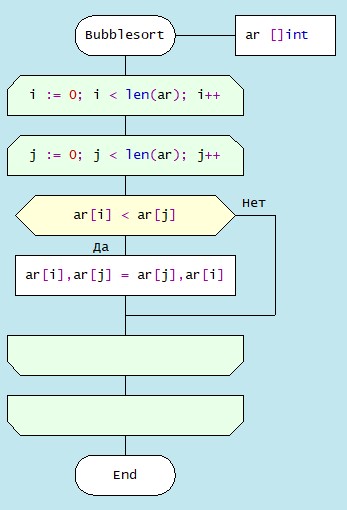 Bubblesort
ar []int
i := 0; i < len(ar); i++
j := 0; j < len(ar); j++
ar[i] < ar[j]
Нет
Да
ar[i],ar[j] = ar[j],ar[i]
End